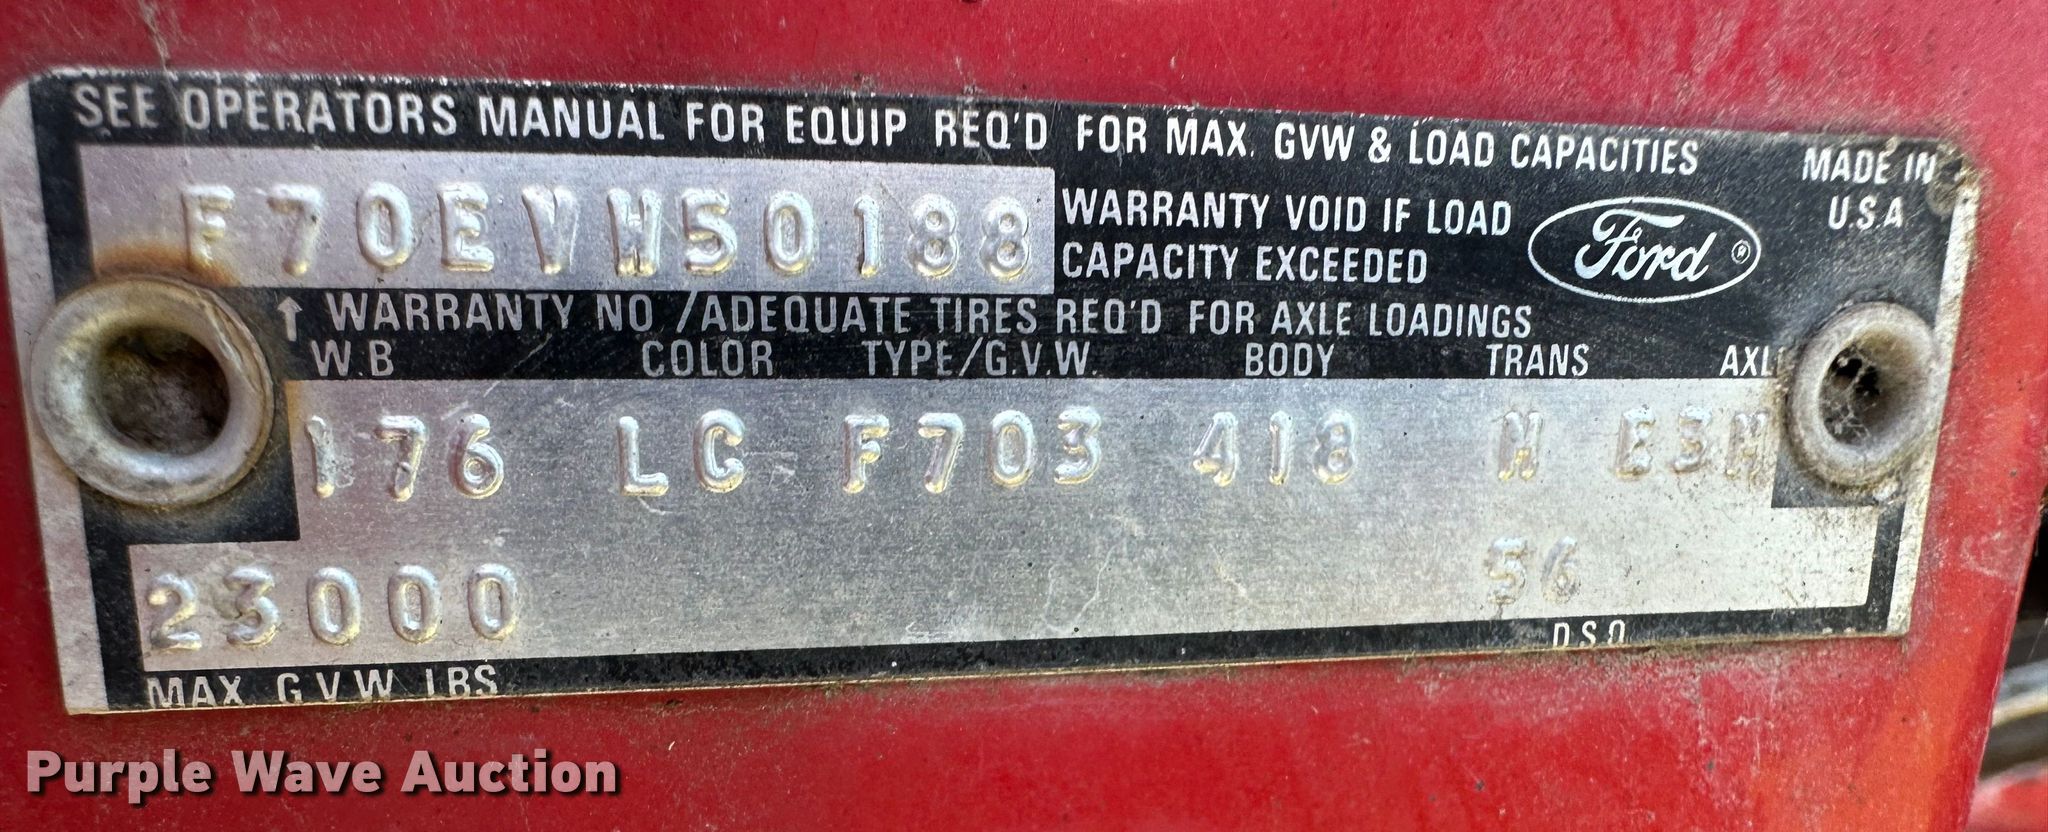 SEE OPERATORS MANUAL FOR EQUIP REQ'D FOR MAX. GVW & LOAD CAPACITIES
MADE IN
U.S.A
F70EVW50188
WARRANTY VOID IF LOAD
CAPACITY EXCEEDED
Ford ®
↑ WARRANTY NO /ADEQUATE TIRES REQ'D FOR AXLE LOADINGS
W.B COLOR TYPE/G.V.W. BODY TRANS AXL
176 LC F703 418 E3
23000 56
MAX G V W LBS
D S O
Purple Wave Auction